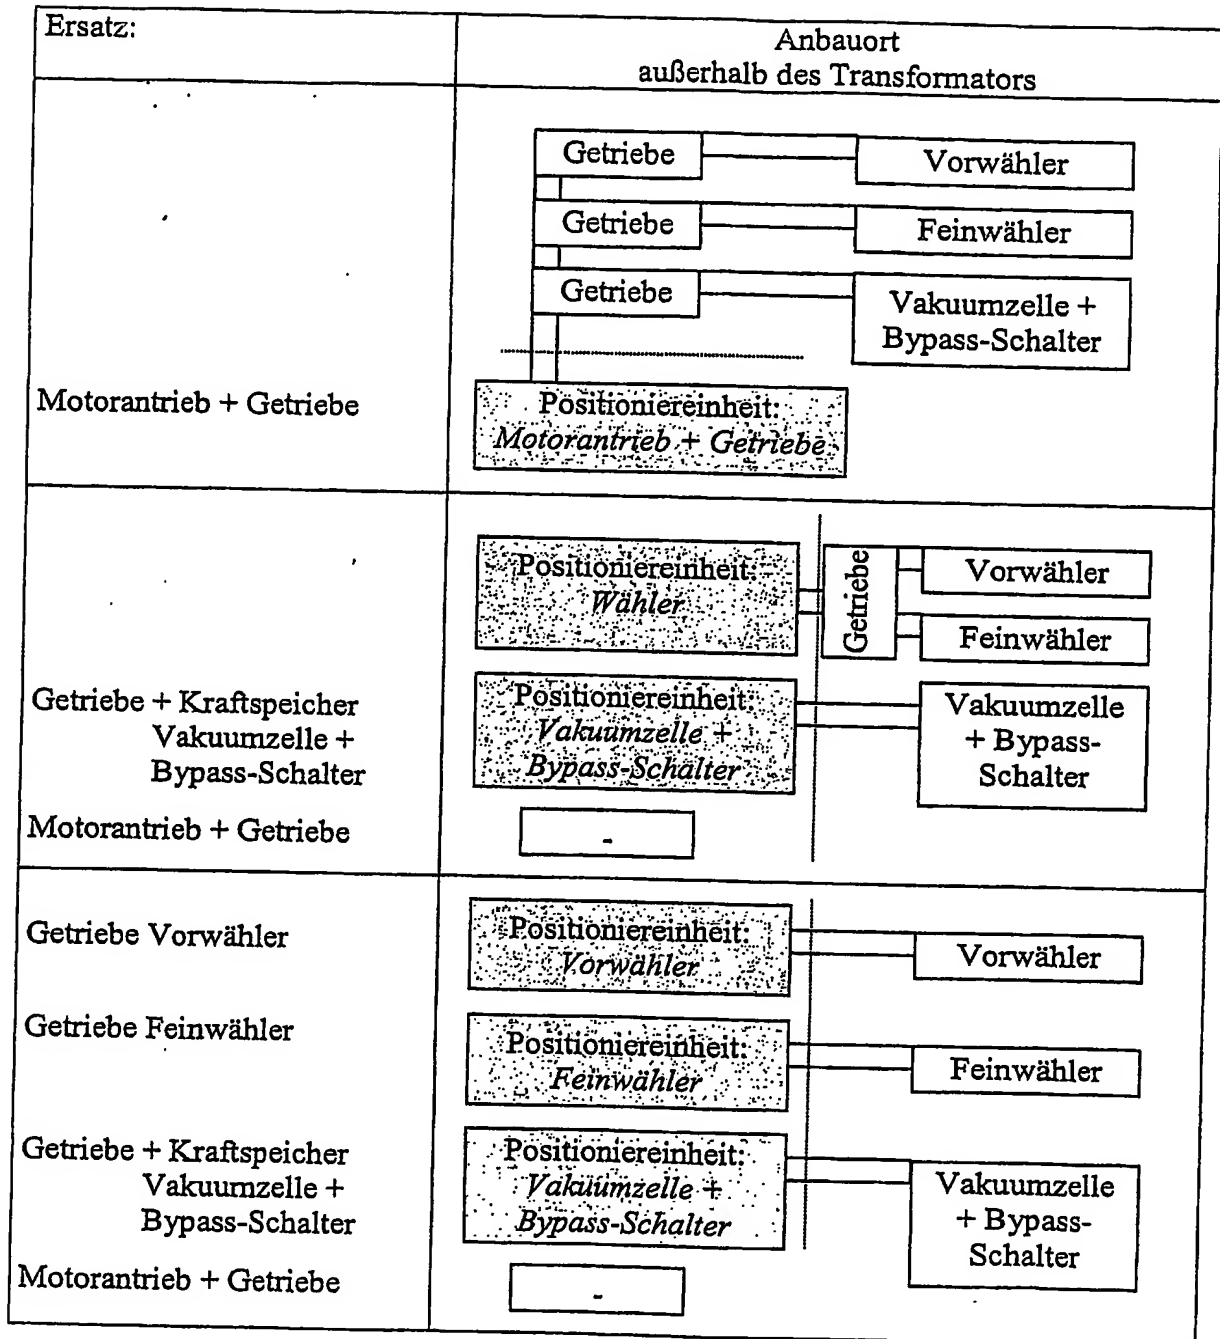 Ersatz:
Anbauort
außerhalb des Transformators
Getriebe
Vorwähler
Getriebe
Feinwähler
Getriebe
Vakuumzelle +
Bypass-Schalter
Motorantrieb + Getriebe
Positioniereinheit:
Motorantrieb + Getriebe
Positioniereinheit:
Wähler
Getriebe
Vorwähler
Feinwähler
Getriebe + Kraftspeicher
Vakuumzelle +
Bypass-Schalter
Positioniereinheit:
Vakuumzelle +
Bypass-Schalter
Vakuumzelle
+ Bypass-
Schalter
Motorantrieb + Getriebe
-
Getriebe Vorwähler
Positioniereinheit:
Vorwähler
Vorwähler
Getriebe Feinwähler
Positioniereinheit:
Feinwähler
Feinwähler
Getriebe + Kraftspeicher
Vakuumzelle +
Bypass-Schalter
Positioniereinheit:
Vakuumzelle +
Bypass-Schalter
Vakuumzelle
+ Bypass-
Schalter
Motorantrieb + Getriebe
-